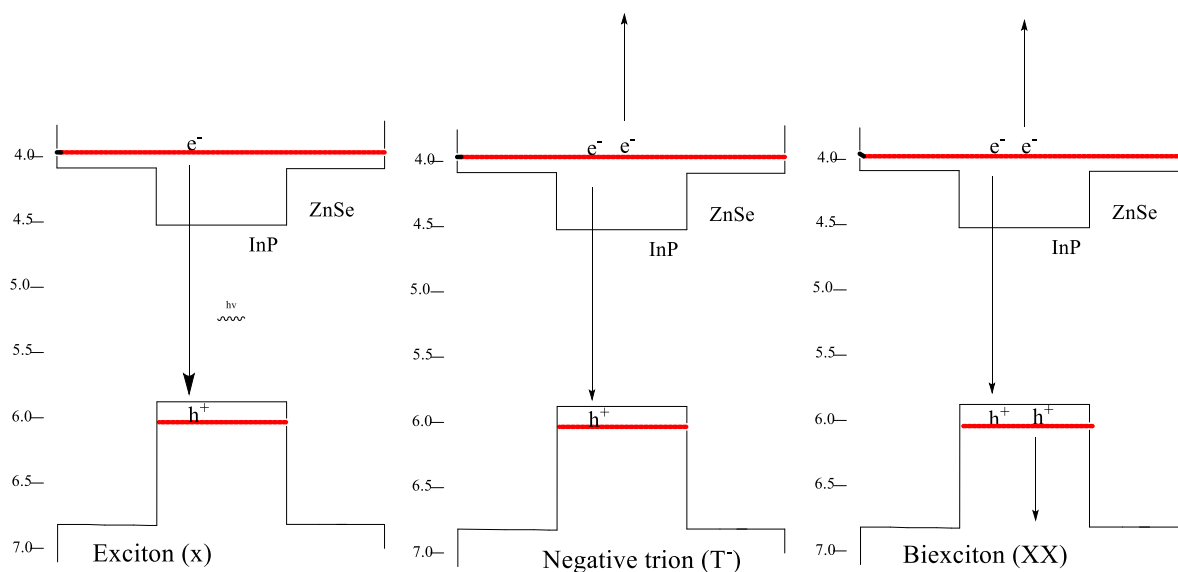 e⁻
4.0
ZnSe
4.5
InP
5.0
hν
5.5
h⁺
6.0
6.5
7.0
Exciton (x)
e⁻ e⁻
4.0
ZnSe
4.5
InP
5.0
5.5
h⁺
6.0
6.5
7.0
Negative trion (T⁻)
e⁻ e⁻
4.0
ZnSe
4.5
InP
5.0
5.5
h⁺ h⁺
6.0
6.5
7.0
Biexciton (XX)